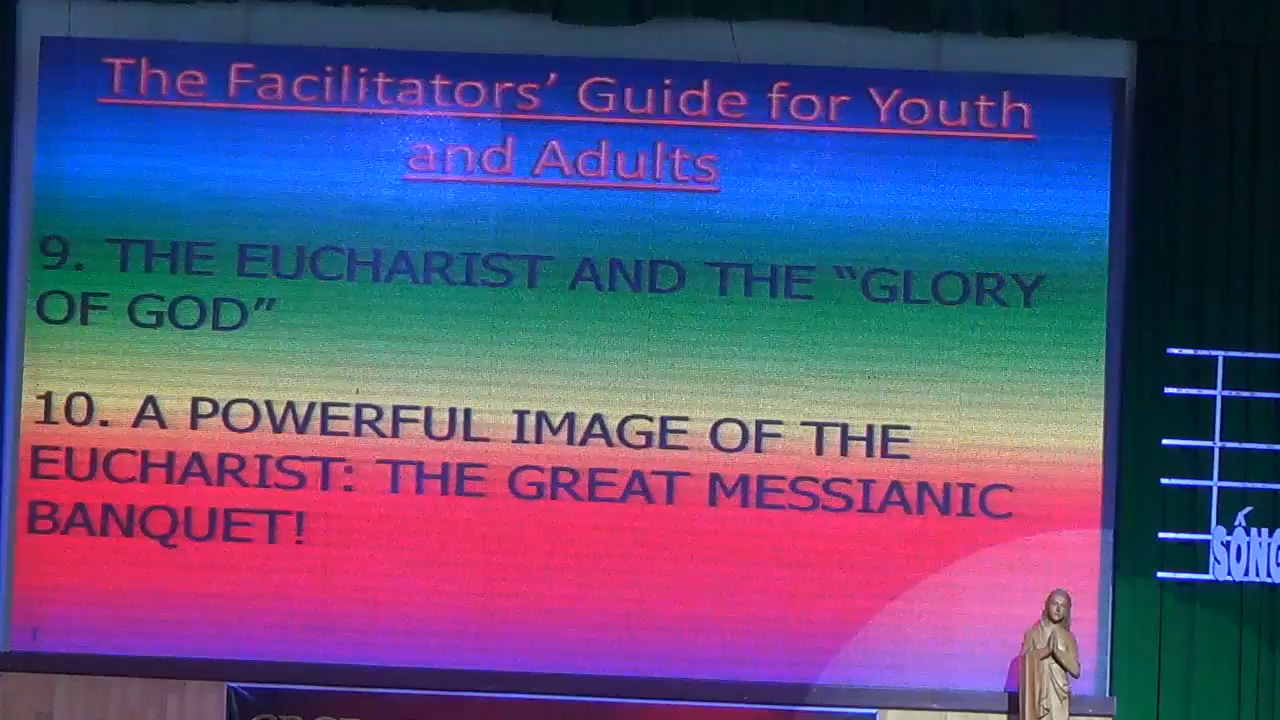 The Facilitators’ Guide for Youth
and Adults
9. THE EUCHARIST AND THE “GLORY
OF GOD”
10. A POWERFUL IMAGE OF THE
EUCHARIST: THE GREAT MESSIANIC
BANQUET!
SỐNG